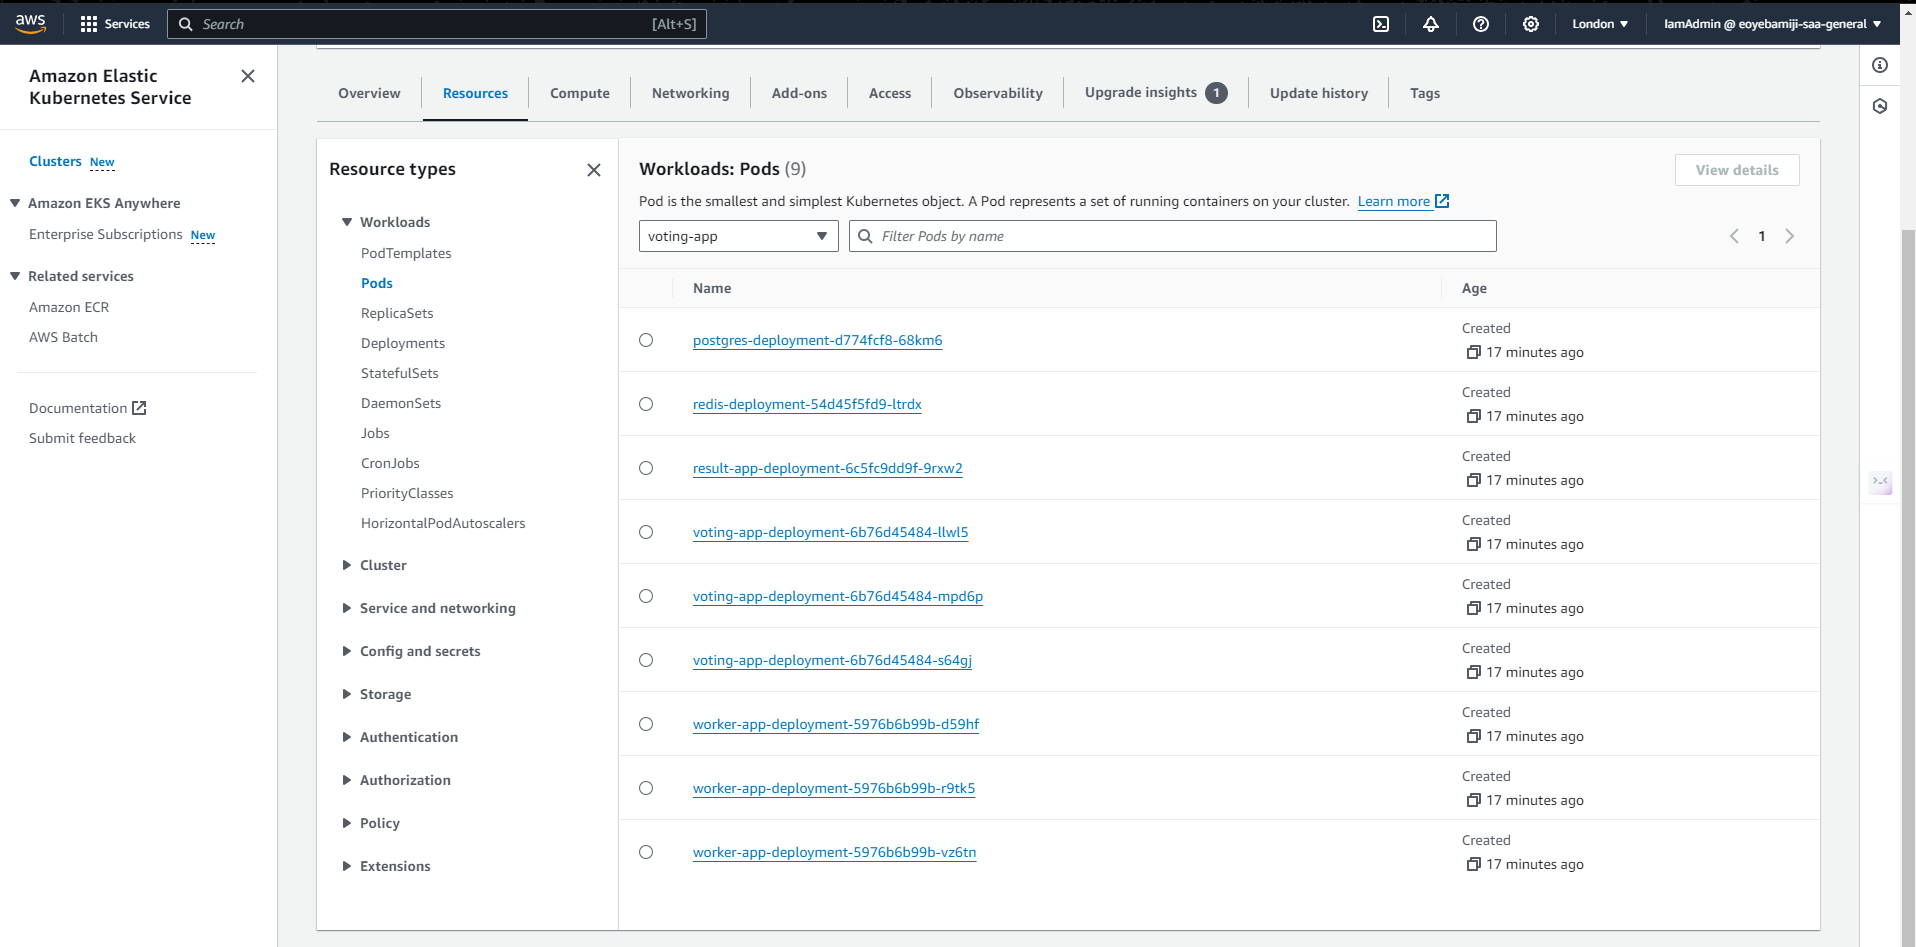 aws
Services
Search
[Alt+S]
London
IamAdmin @ eoyebamiji-saa-general
Amazon Elastic
Kubernetes Service
Clusters New
Amazon EKS Anywhere
Enterprise Subscriptions New
Related services
Amazon ECR
AWS Batch
Documentation
Submit feedback
Overview
Resources
Compute
Networking
Add-ons
Access
Observability
Upgrade insights 1
Update history
Tags
Resource types
Workloads
PodTemplates
Pods
ReplicaSets
Deployments
StatefulSets
DaemonSets
Jobs
CronJobs
PriorityClasses
HorizontalPodAutoscalers
Cluster
Service and networking
Config and secrets
Storage
Authentication
Authorization
Policy
Extensions
Workloads: Pods (9)
View details
Pod is the smallest and simplest Kubernetes object. A Pod represents a set of running containers on your cluster. Learn more
voting-app
Filter Pods by name
1
Name
Age
postgres-deployment-d774fcf8-68km6
Created
17 minutes ago
redis-deployment-54d45f5fd9-ltrdx
Created
17 minutes ago
result-app-deployment-6c5fc9dd9f-9rxw2
Created
17 minutes ago
voting-app-deployment-6b76d45484-llwl5
Created
17 minutes ago
voting-app-deployment-6b76d45484-mpd6p
Created
17 minutes ago
voting-app-deployment-6b76d45484-s64gj
Created
17 minutes ago
worker-app-deployment-5976b6b99b-d59hf
Created
17 minutes ago
worker-app-deployment-5976b6b99b-r9tk5
Created
17 minutes ago
worker-app-deployment-5976b6b99b-vz6tn
Created
17 minutes ago